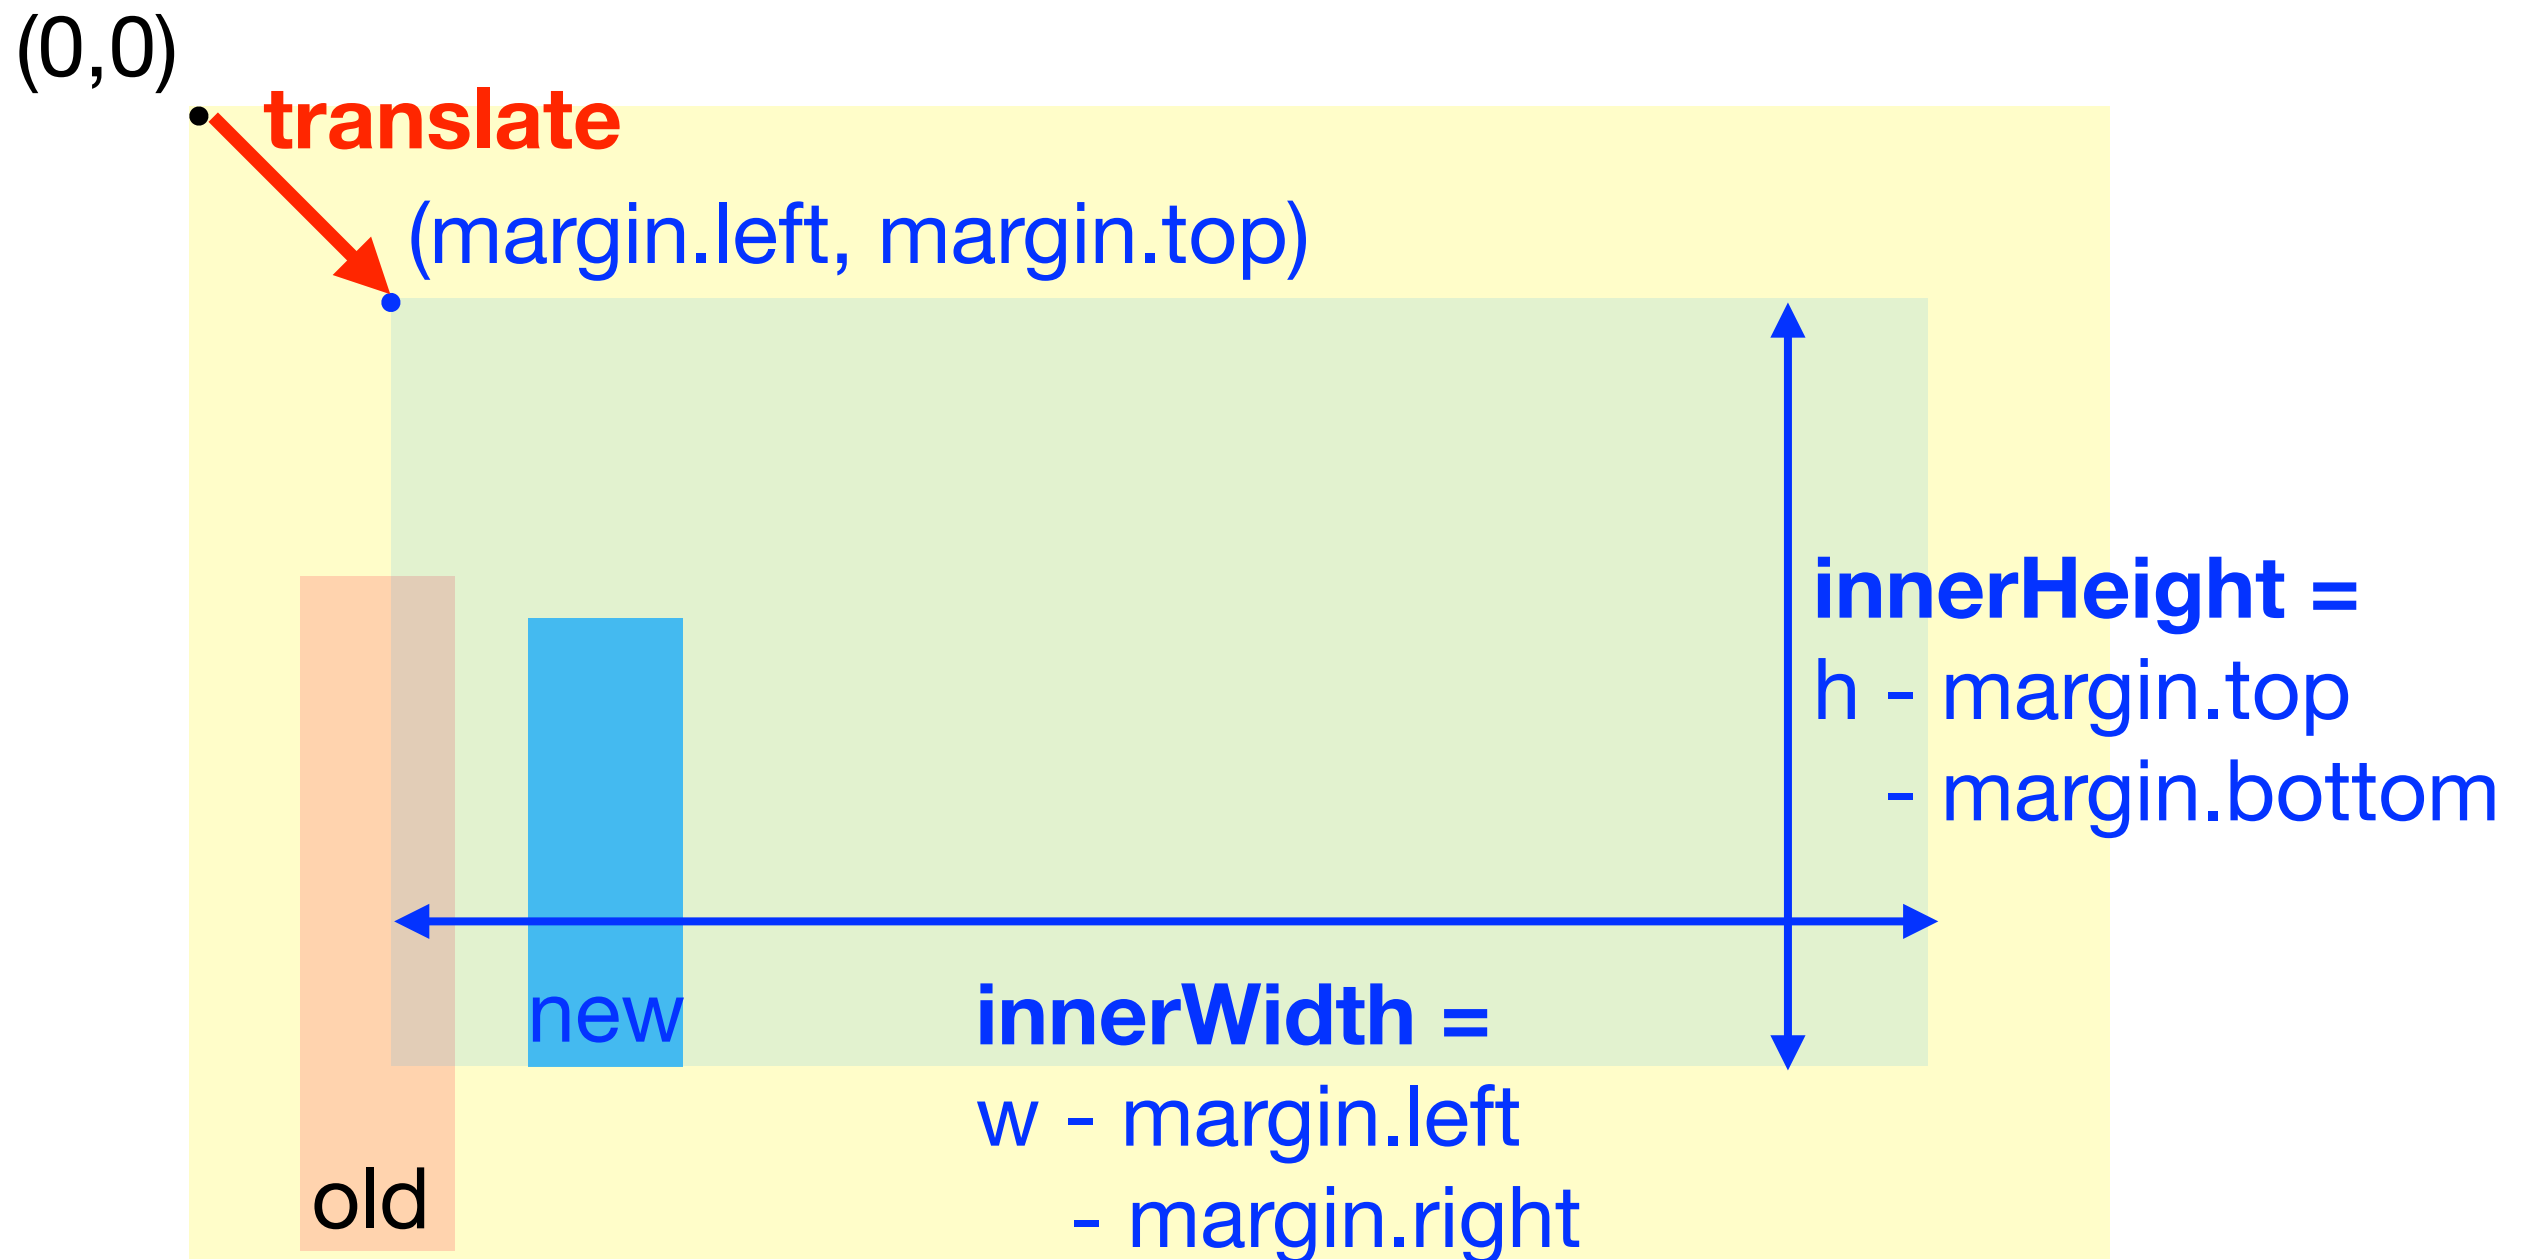 (0,0)
translate
(margin.left, margin.top)
innerHeight =
h - margin.top
- margin.bottom
new
innerWidth =
w - margin.left
- margin.right
old